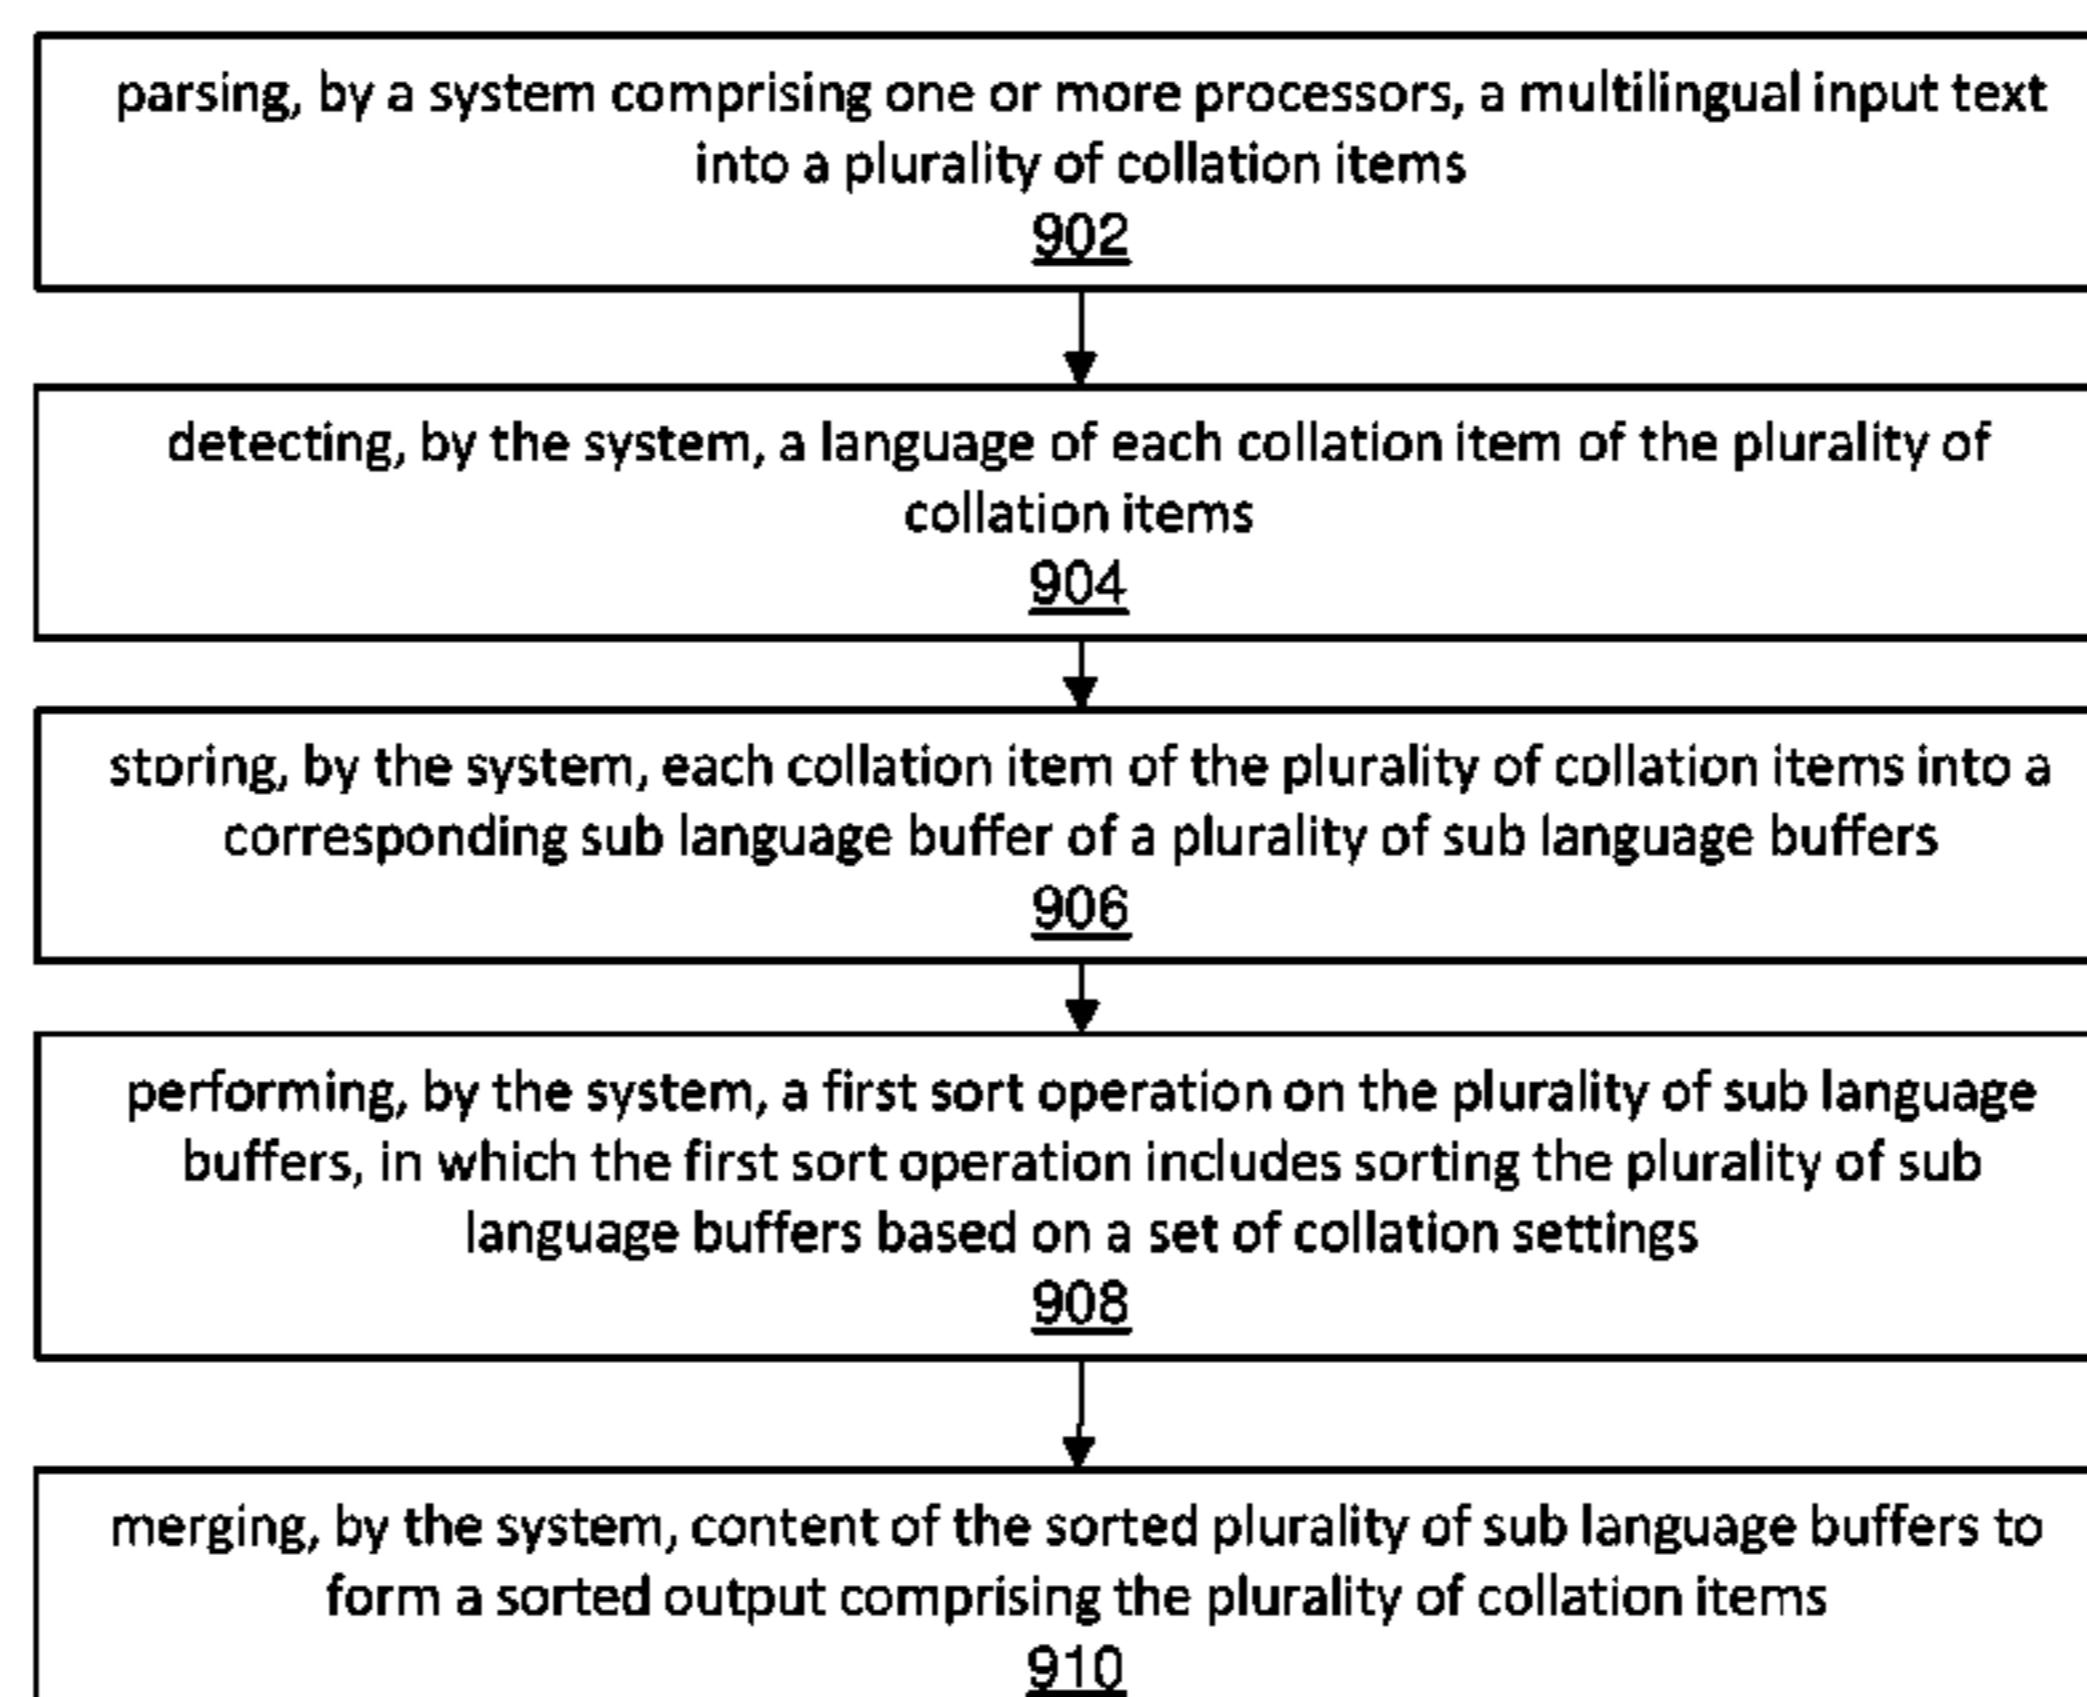 parsing, by a system comprising one or more processors, a multilingual input text
into a plurality of collation items
902
detecting, by the system, a language of each collation item of the plurality of
collation items
904
storing, by the system, each collation item of the plurality of collation items into a
corresponding sub language buffer of a plurality of sub language buffers
906
performing, by the system, a first sort operation on the plurality of sub language
buffers, in which the first sort operation includes sorting the plurality of sub
language buffers based on a set of collation settings
908
merging, by the system, content of the sorted plurality of sub language buffers to
form a sorted output comprising the plurality of collation items
910